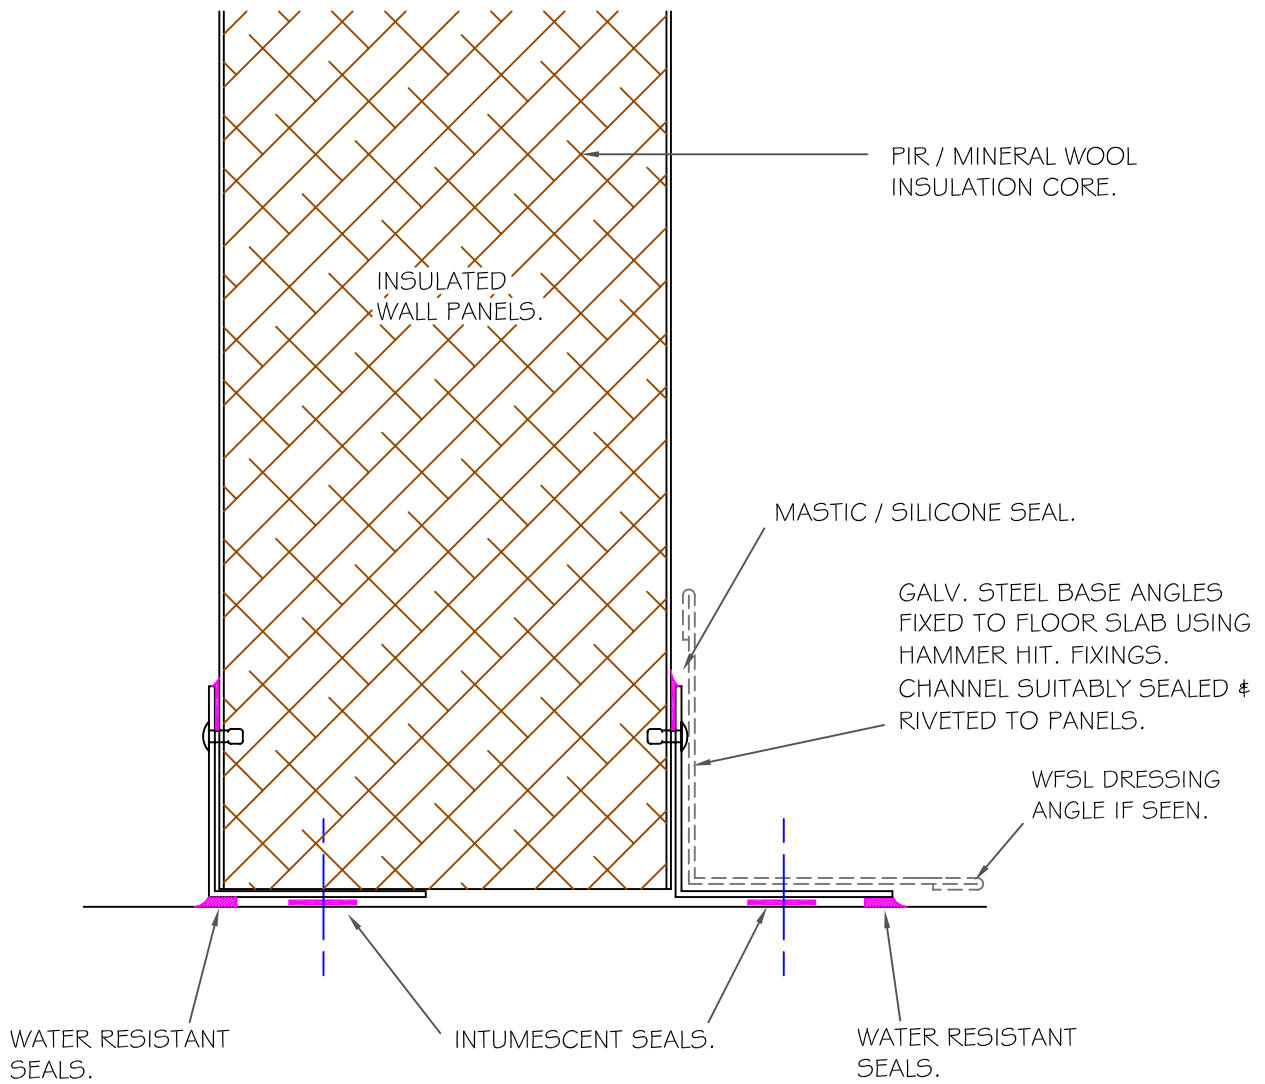 PIR / MINERAL WOOL
INSULATION CORE.
INSULATED
WALL PANELS.
MASTIC / SILICONE SEAL.
GALV. STEEL BASE ANGLES
FIXED TO FLOOR SLAB USING
HAMMER HIT. FIXINGS.
CHANNEL SUITABLY SEALED &
RIVETED TO PANELS.
WFSL DRESSING
ANGLE IF SEEN.
WATER RESISTANT
SEALS.
INTUMESCENT SEALS.
WATER RESISTANT
SEALS.